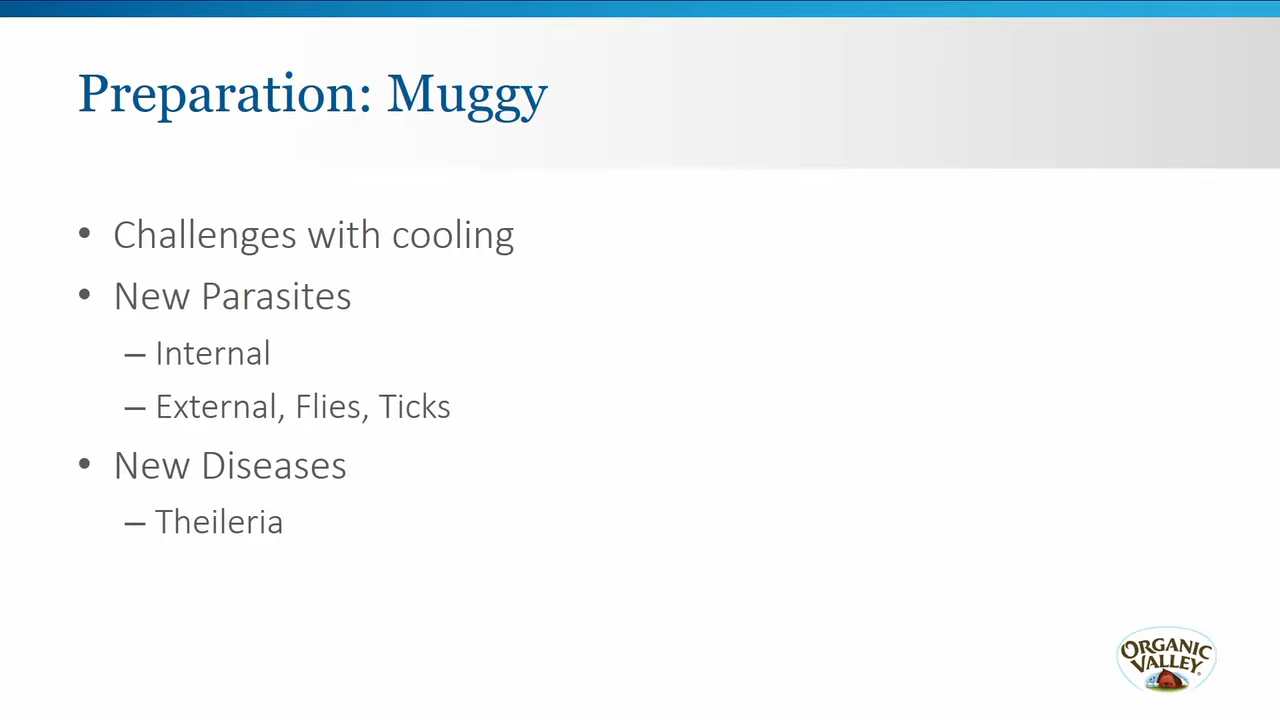 Preparation: Muggy
• Challenges with cooling
• New Parasites
– Internal
– External, Flies, Ticks
• New Diseases
– Theileria
ORGANIC
VALLEY®